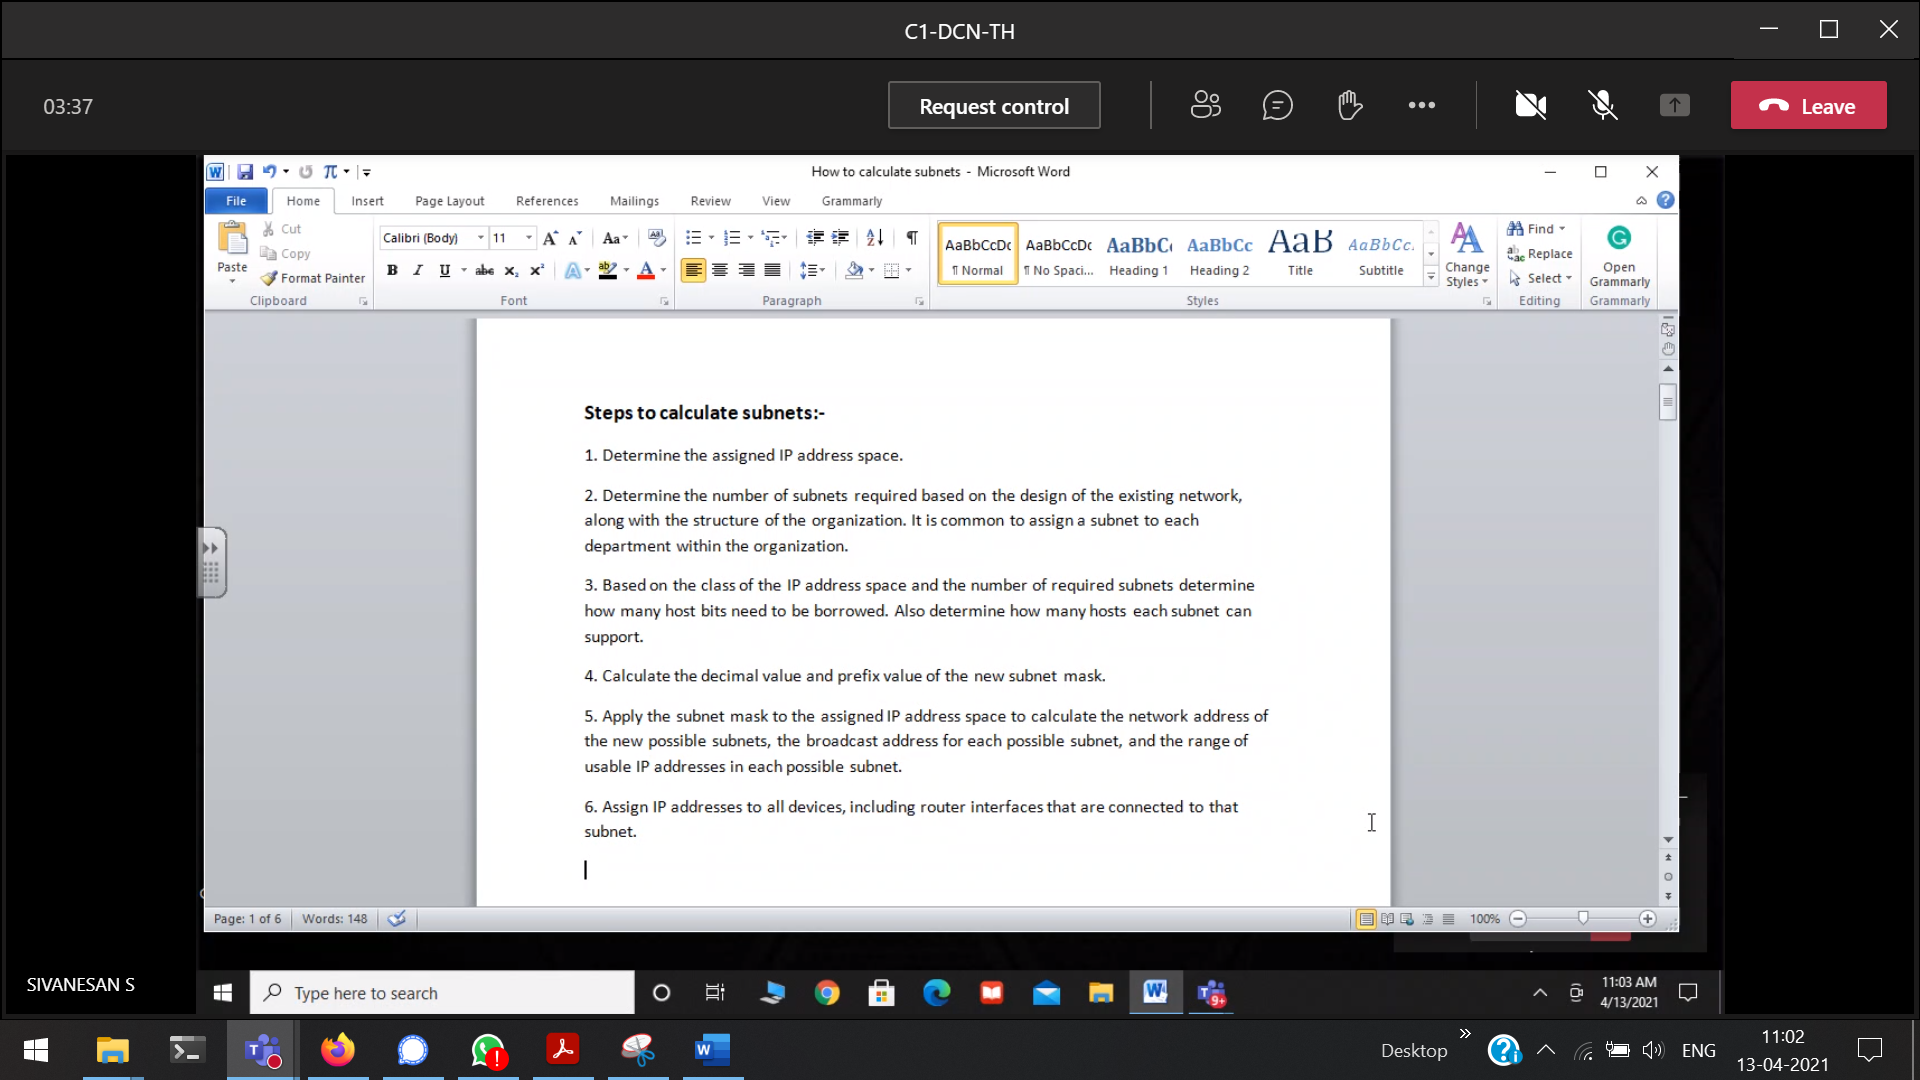 C1-DCN-TH
03:37
Request control
Leave
How to calculate subnets - Microsoft Word
File Home Insert Page Layout References Mailings Review View Grammarly
Cut
Copy
Format Painter
Paste
Clipboard
Calibri (Body) 11
Font
Paragraph
AaBbCcDc AaBbCcDc AaBbC AaBbCc AaB AaBbCc.
¶ Normal ¶ No Spaci... Heading 1 Heading 2 Title Subtitle
Styles
Change Styles
Find
Replace
Select
Editing
Open Grammarly
Grammarly
Steps to calculate subnets:-
1. Determine the assigned IP address space.
2. Determine the number of subnets required based on the design of the existing network,
along with the structure of the organization. It is common to assign a subnet to each
department within the organization.
3. Based on the class of the IP address space and the number of required subnets determine
how many host bits need to be borrowed. Also determine how many hosts each subnet can
support.
4. Calculate the decimal value and prefix value of the new subnet mask.
5. Apply the subnet mask to the assigned IP address space to calculate the network address of
the new possible subnets, the broadcast address for each possible subnet, and the range of
usable IP addresses in each possible subnet.
6. Assign IP addresses to all devices, including router interfaces that are connected to that
subnet.
Page: 1 of 6 Words: 148 100%
SIVANESAN S
Type here to search
9+
11:03 AM
4/13/2021
Desktop
ENG
11:02
13-04-2021